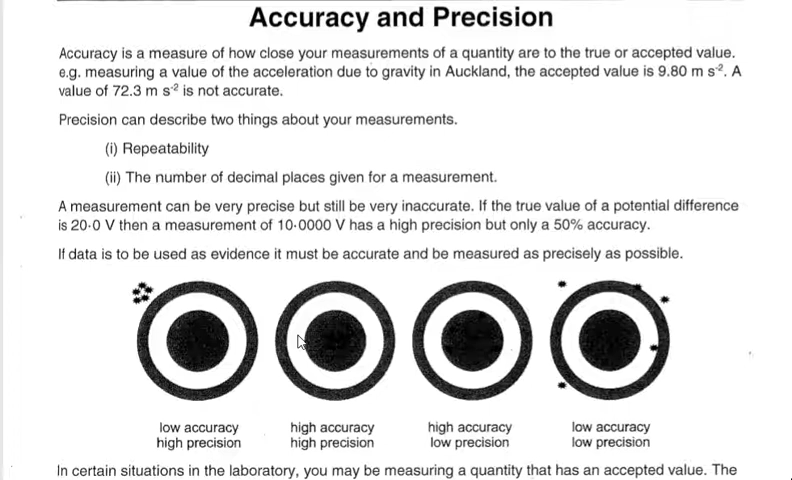 Accuracy and Precision
Accuracy is a measure of how close your measurements of a quantity are to the true or accepted value.
e.g. measuring a value of the acceleration due to gravity in Auckland, the accepted value is 9.80 m s⁻². A
value of 72.3 m s⁻² is not accurate.
Precision can describe two things about your measurements.
(i) Repeatability
(ii) The number of decimal places given for a measurement.
A measurement can be very precise but still be very inaccurate. If the true value of a potential difference
is 20·0 V then a measurement of 10·0000 V has a high precision but only a 50% accuracy.
If data is to be used as evidence it must be accurate and be measured as precisely as possible.
low accuracy
high precision
high accuracy
high precision
high accuracy
low precision
low accuracy
low precision
In certain situations in the laboratory, you may be measuring a quantity that has an accepted value. The